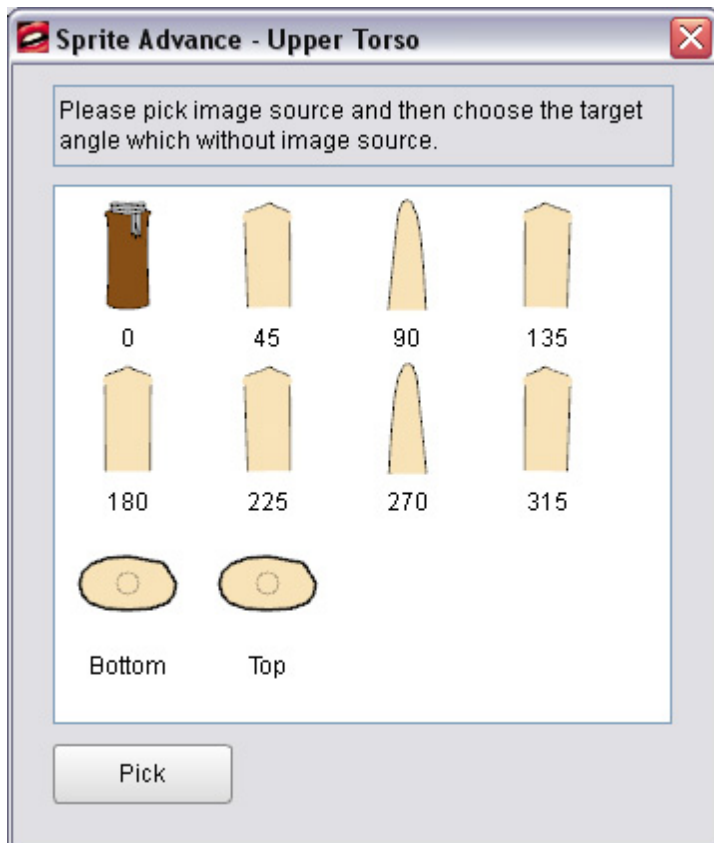 Sprite Advance - Upper Torso
Please pick image source and then choose the target
angle which without image source.
0 45 90 135
180 225 270 315
Bottom Top
Pick